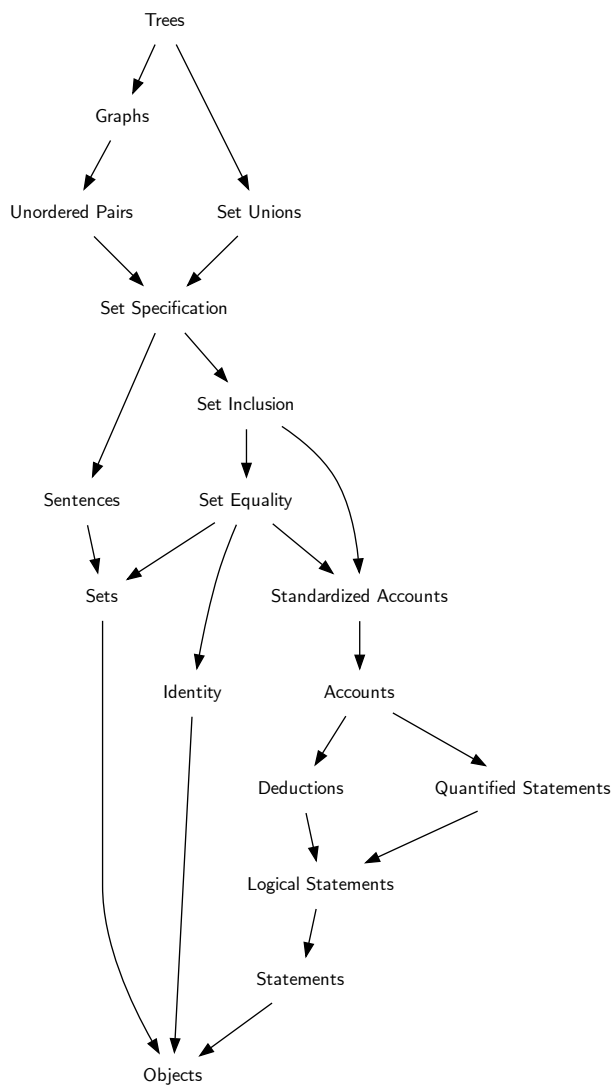 Trees
Graphs
Unordered Pairs
Set Unions
Set Specification
Set Inclusion
Sentences
Set Equality
Sets
Standardized Accounts
Identity
Accounts
Deductions
Quantified Statements
Logical Statements
Statements
Objects